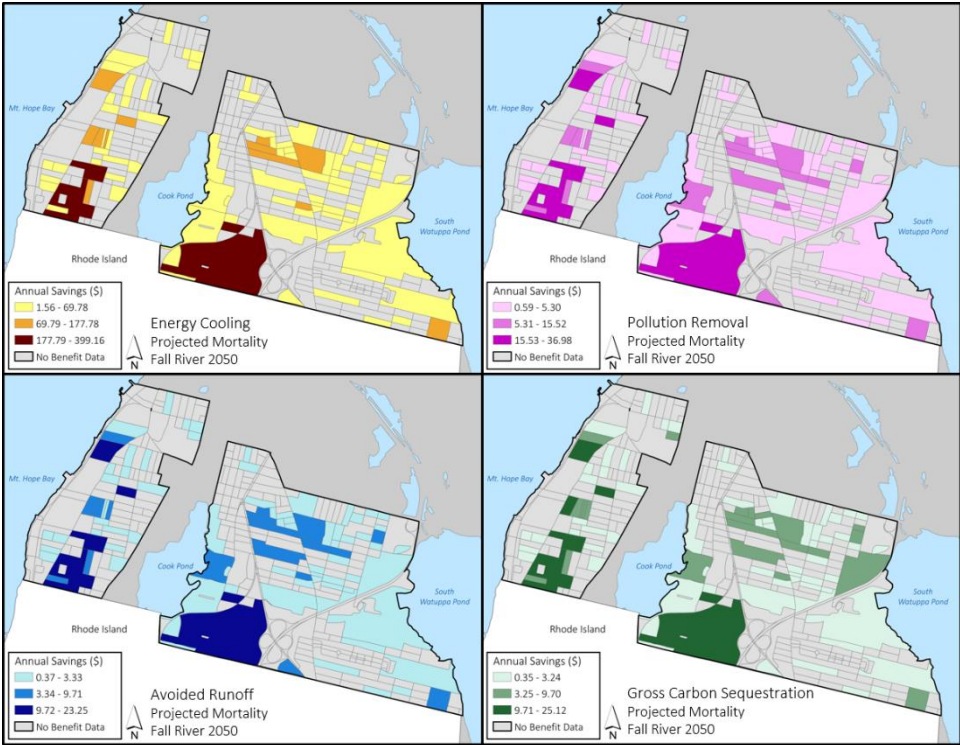 Mt. Hope Bay
Cook Pond
South
Watuppa Pond
Rhode Island
Annual Savings ($)
1.56 - 69.78
69.79 - 177.78
177.79 - 399.16
No Benefit Data
N
Energy Cooling
Projected Mortality
Fall River 2050
Mt. Hope Bay
Cook Pond
South
Watuppa Pond
Rhode Island
Annual Savings ($)
0.59 - 5.30
5.31 - 15.52
15.53 - 36.98
No Benefit Data
N
Pollution Removal
Projected Mortality
Fall River 2050
Mt. Hope Bay
Cook Pond
South
Watuppa Pond
Rhode Island
Annual Savings ($)
0.37 - 3.33
3.34 - 9.71
9.72 - 23.25
No Benefit Data
N
Avoided Runoff
Projected Mortality
Fall River 2050
Mt. Hope Bay
Cook Pond
South
Watuppa Pond
Rhode Island
Annual Savings ($)
0.35 - 3.24
3.25 - 9.70
9.71 - 25.12
No Benefit Data
N
Gross Carbon Sequestration
Projected Mortality
Fall River 2050